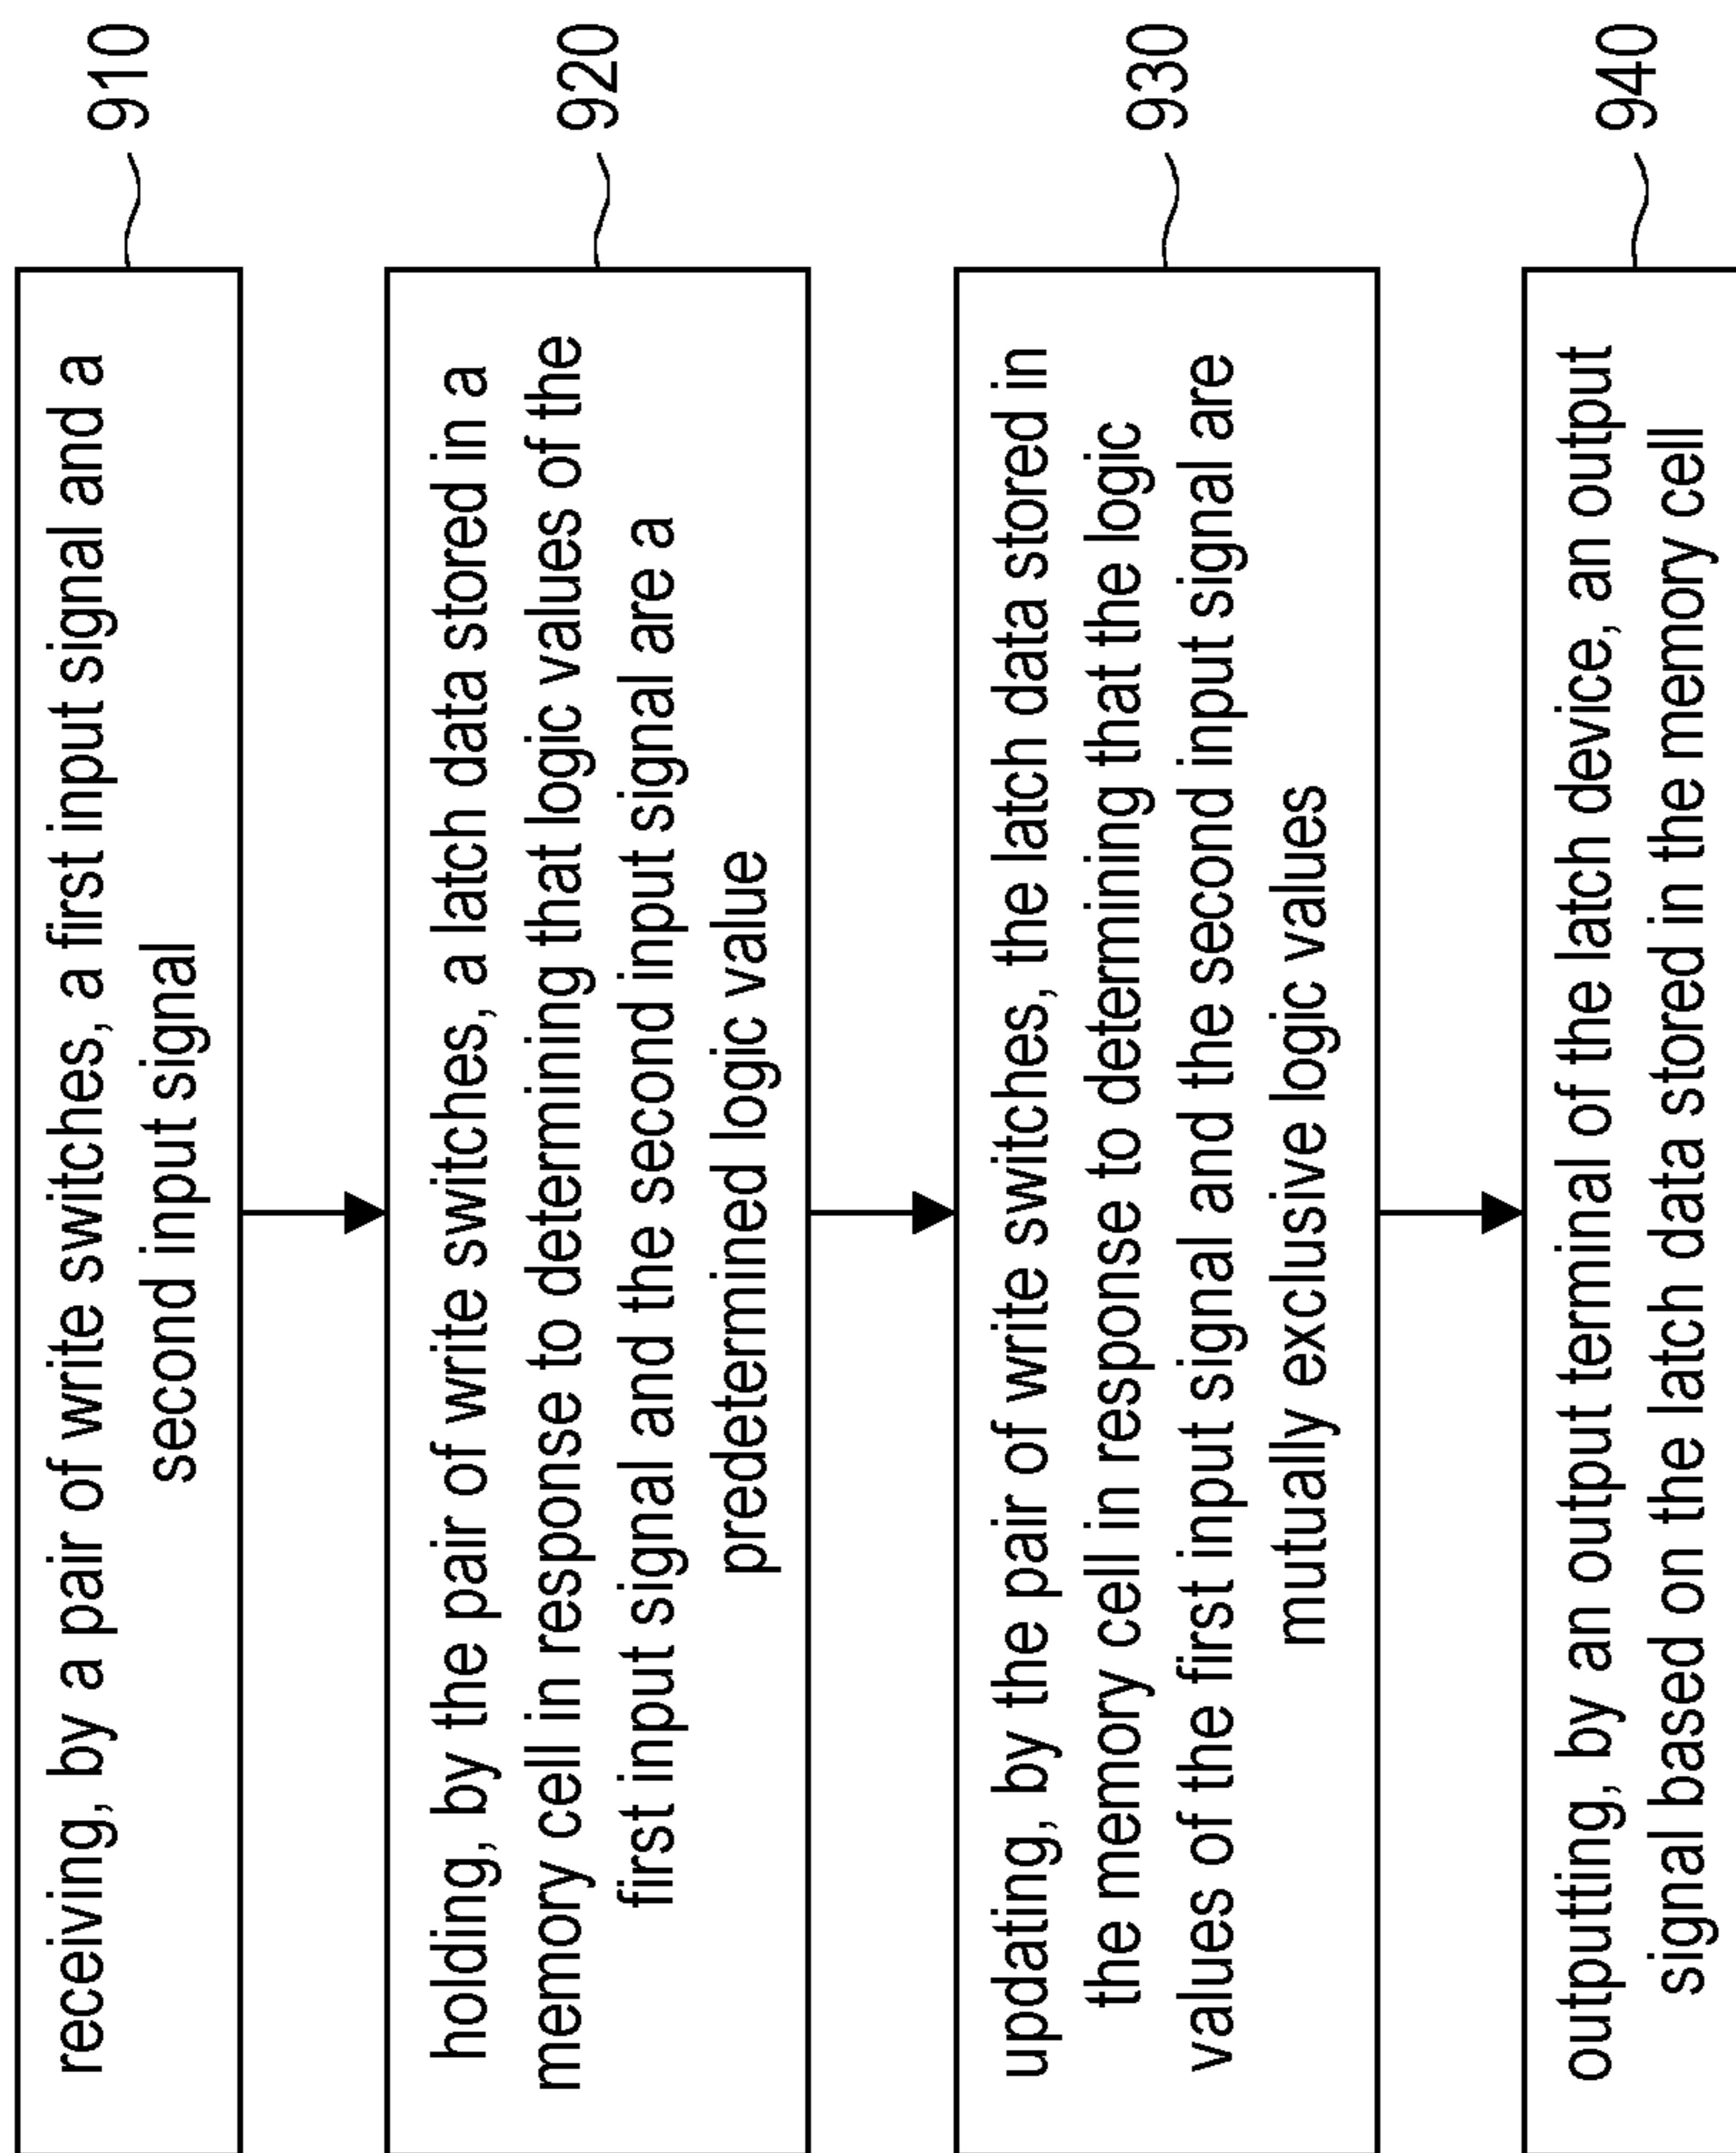 receiving, by a pair of write switches, a first input signal and a
second input signal
910
holding, by the pair of write switches, a latch data stored in a
memory cell in response to determining that logic values of the
first input signal and the second input signal are a
predetermined logic value
920
updating, by the pair of write switches, the latch data stored in
the memory cell in response to determining that the logic
values of the first input signal and the second input signal are
mutually exclusive logic values
930
outputting, by an output terminal of the latch device, an output
signal based on the latch data stored in the memory cell
940